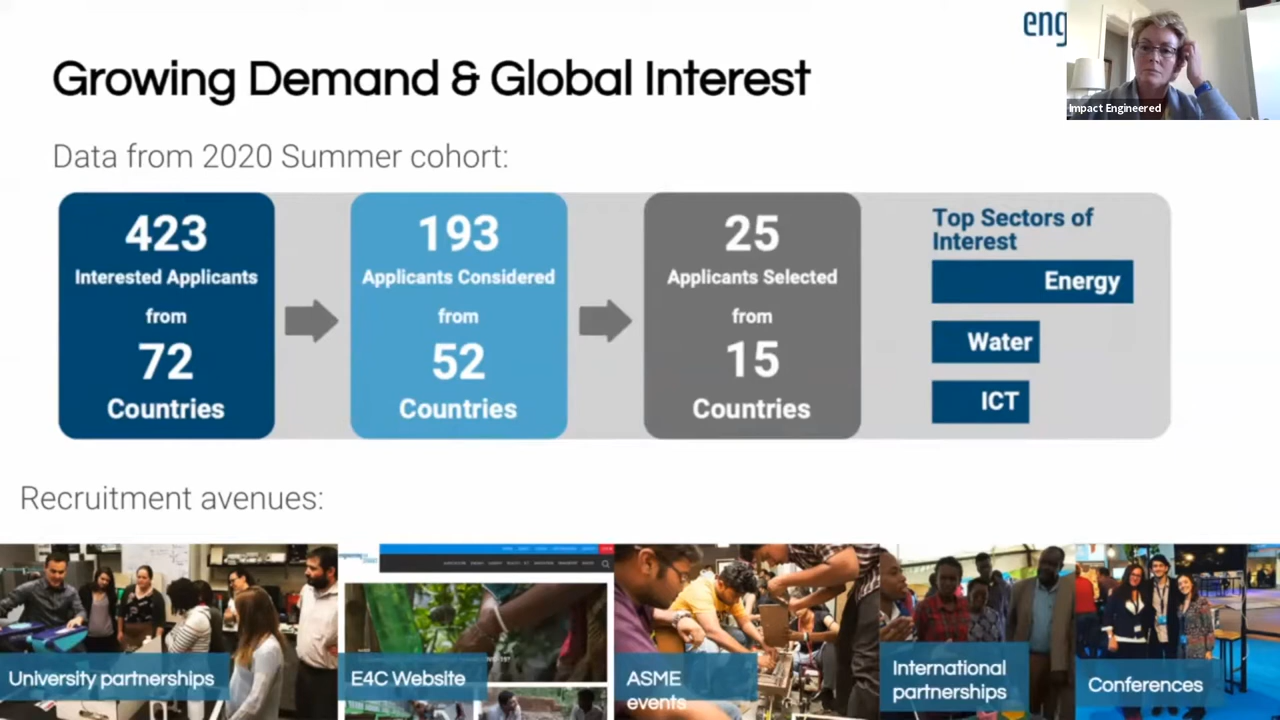 eng
Growing Demand & Global Interest
Impact Engineered
Data from 2020 Summer cohort:
423
Interested Applicants
from
72
Countries
193
Applicants Considered
from
52
Countries
25
Applicants Selected
from
15
Countries
Top Sectors of
Interest
Energy
Water
ICT
Recruitment avenues:
University partnerships
E4C Website
ASME
events
International
partnerships
Conferences